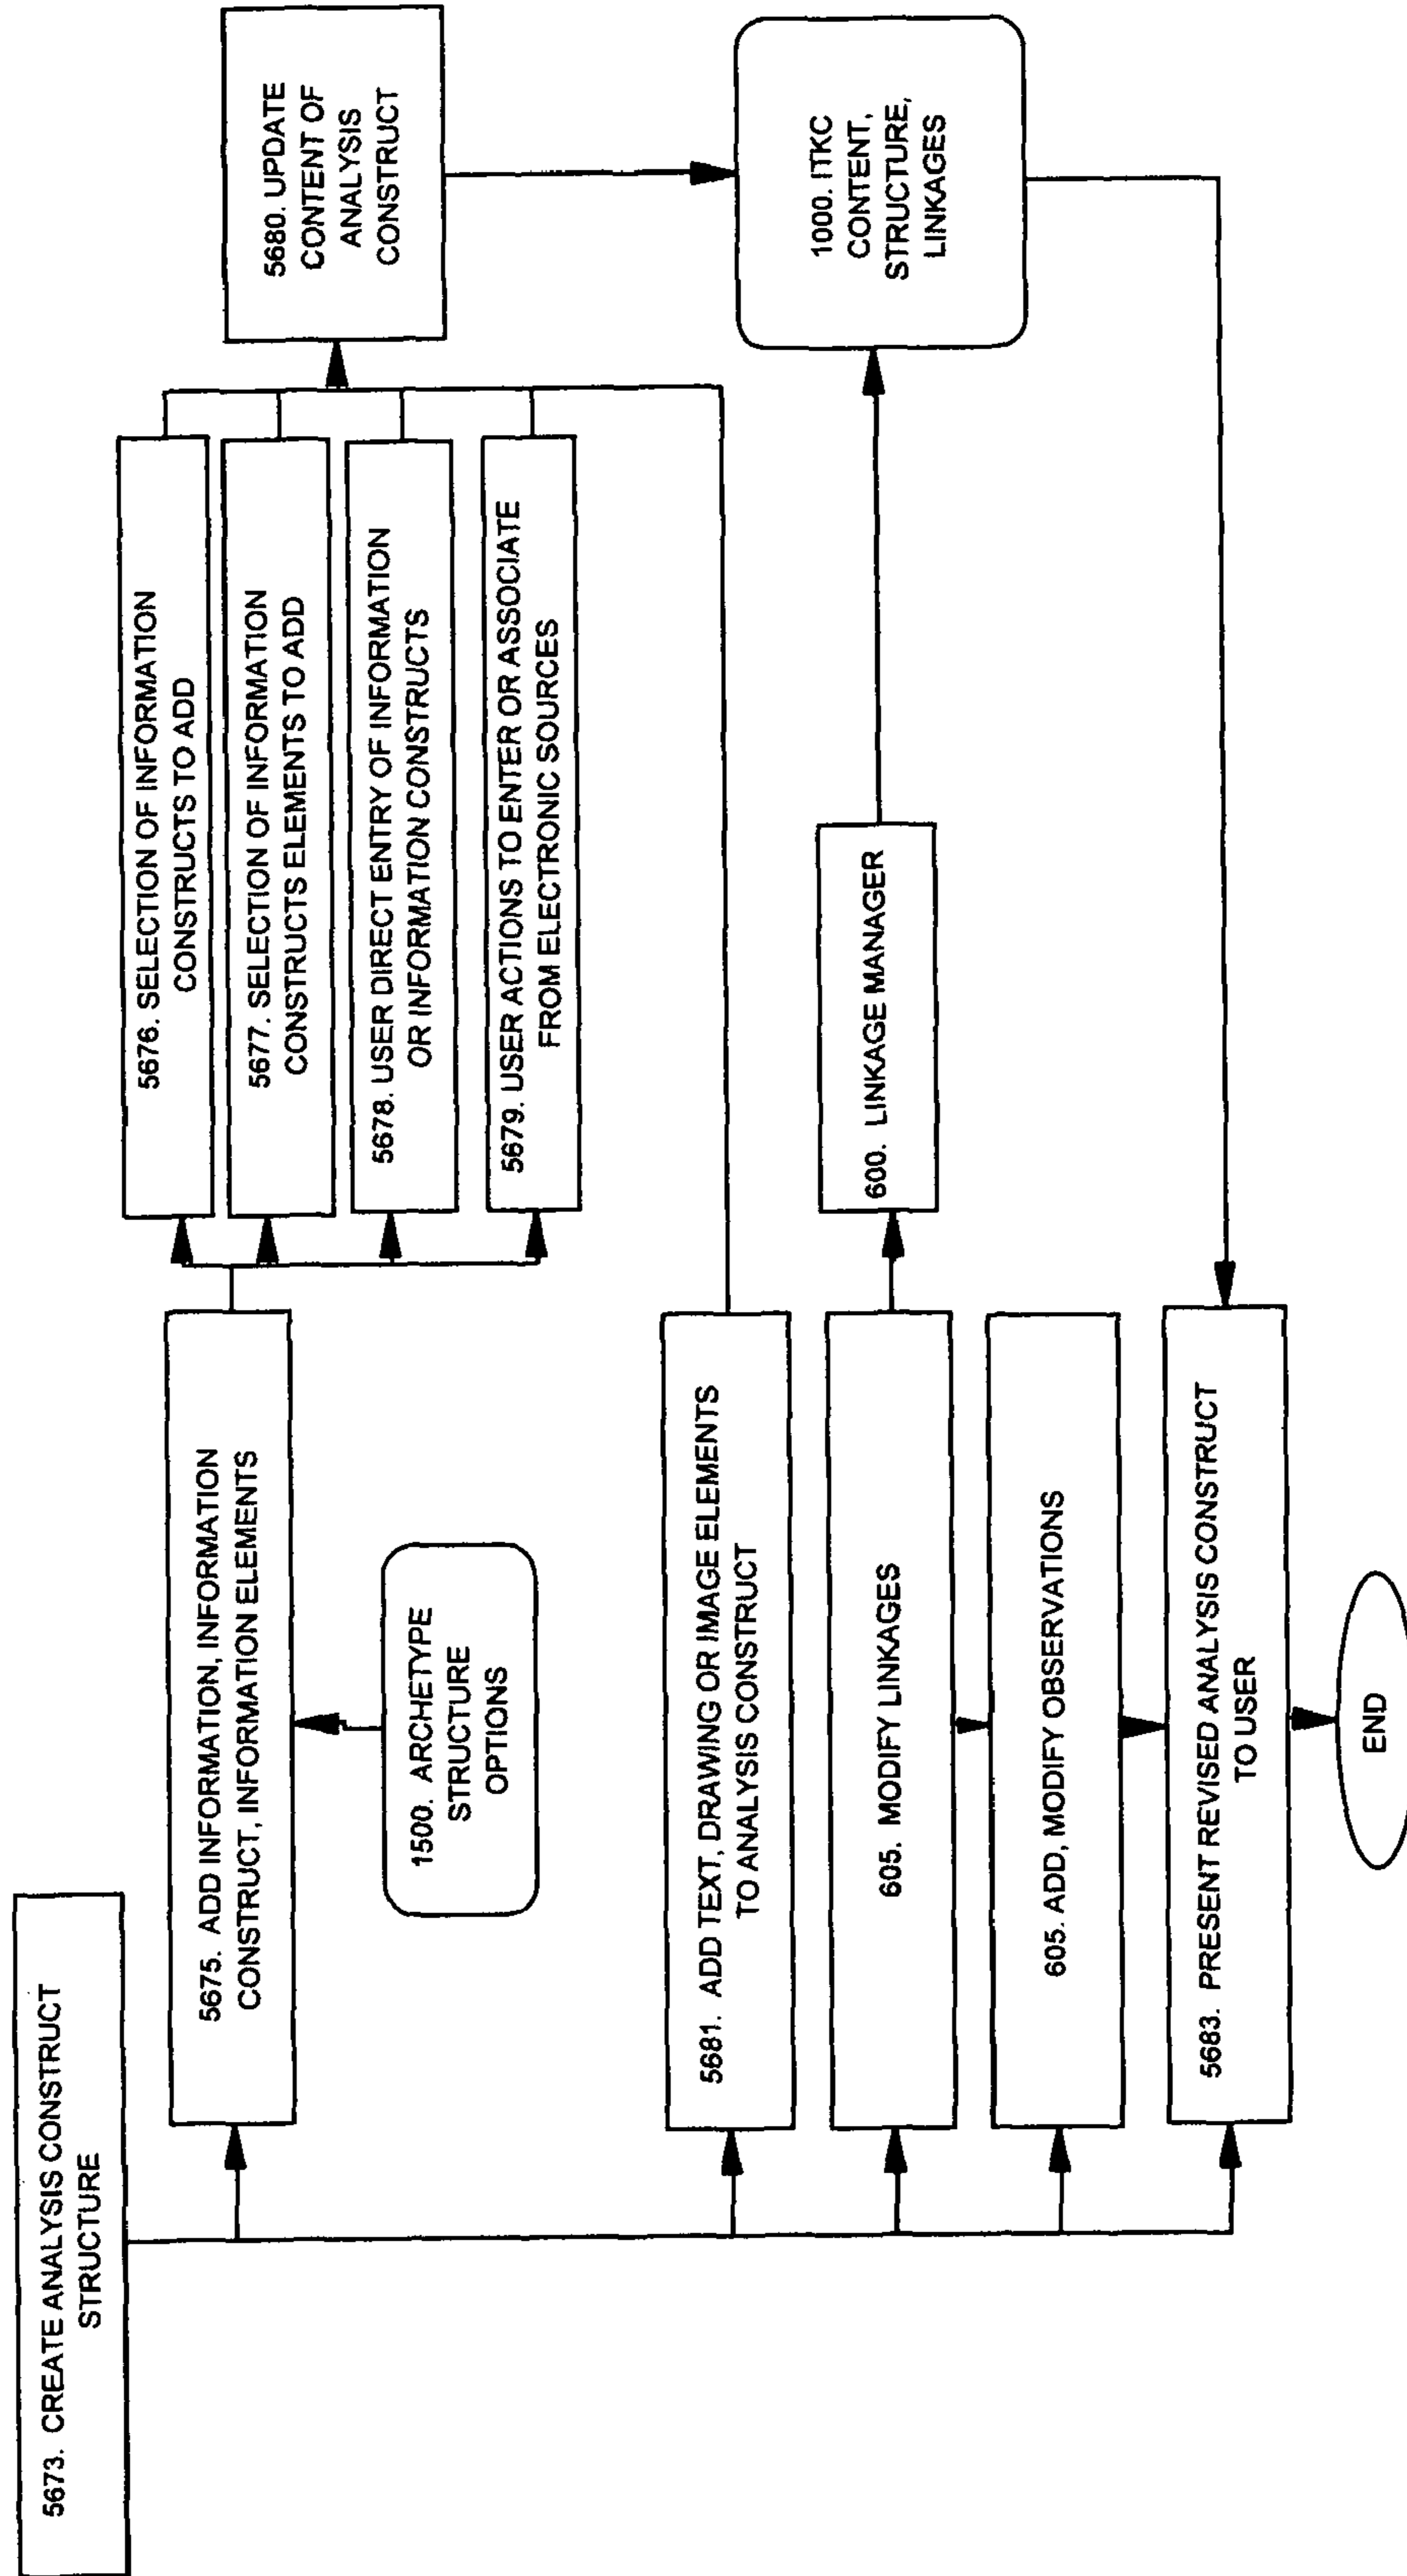 5673. CREATE ANALYSIS CONSTRUCT
STRUCTURE
5675. ADD INFORMATION, INFORMATION
CONSTRUCT, INFORMATION ELEMENTS
1500. ARCHETYPE
STRUCTURE
OPTIONS
5676. SELECTION OF INFORMATION
CONSTRUCTS TO ADD
5677. SELECTION OF INFORMATION
CONSTRUCTS ELEMENTS TO ADD
5678. USER DIRECT ENTRY OF INFORMATION
OR INFORMATION CONSTRUCTS
5679. USER ACTIONS TO ENTER OR ASSOCIATE
FROM ELECTRONIC SOURCES
5680. UPDATE
CONTENT OF
ANALYSIS
CONSTRUCT
5681. ADD TEXT, DRAWING OR IMAGE ELEMENTS
TO ANALYSIS CONSTRUCT
605. MODIFY LINKAGES
600. LINKAGE MANAGER
1000. ITKC
CONTENT,
STRUCTURE,
LINKAGES
605. ADD, MODIFY OBSERVATIONS
5683. PRESENT REVISED ANALYSIS CONSTRUCT
TO USER
END